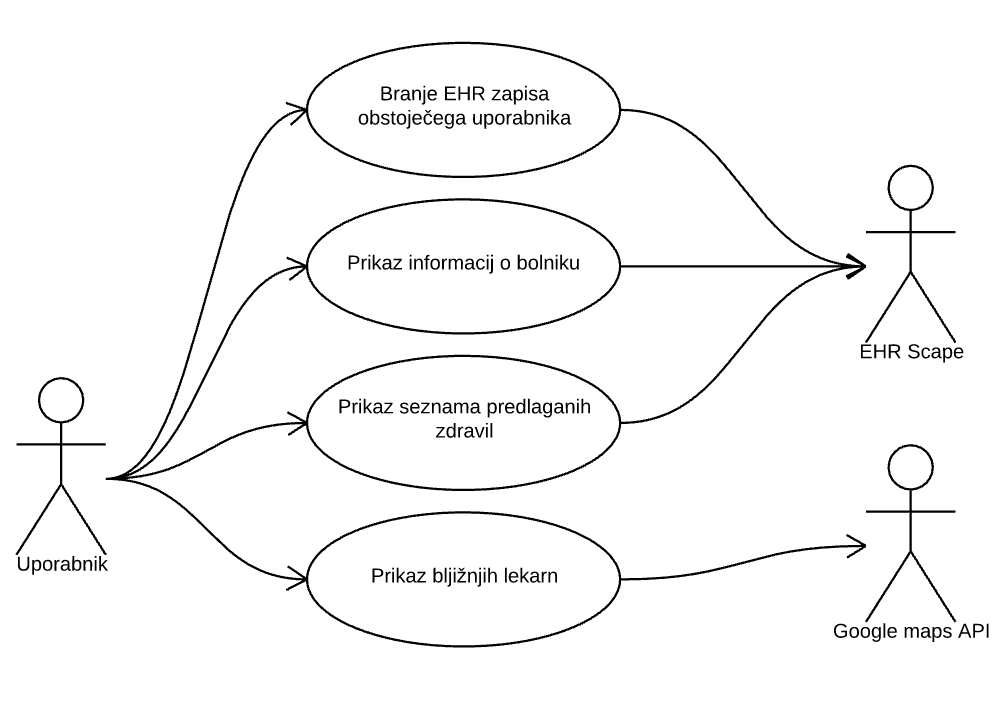 Branje EHR zapisa
obstoječega uporabnika
Prikaz informacij o bolniku
EHR Scape
Prikaz seznama predlaganih
zdravil
Uporabnik
Prikaz bljižnjih lekarn
Google maps API